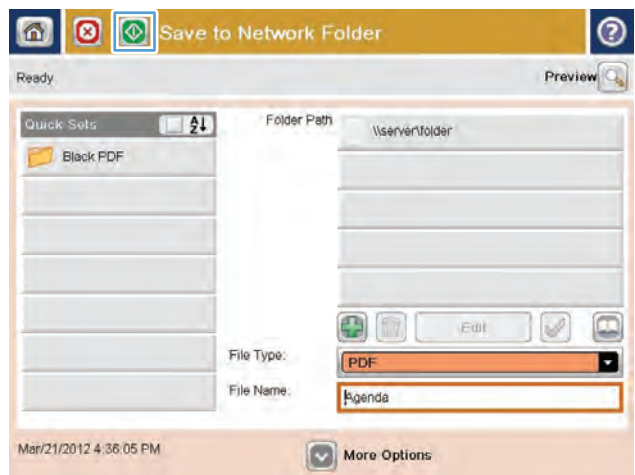 Save to Network Folder
?
Ready
Preview
Quick Sets
AZ
Folder Path
\\server\folder
Black PDF
Edit
File Type:
PDF
File Name:
Agenda
Mar/21/2012 4:36:05 PM
More Options